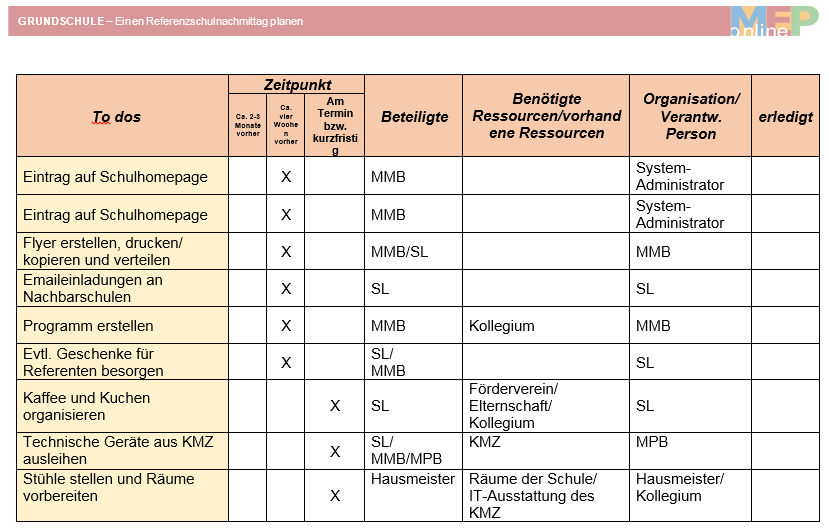 GRUNDSCHULE – Einen Referenzschulnachmittag planen
MEP
online
To dos
Zeitpunkt
Ca. 2-3
Monate
vorher
Ca.
vier
Woche
n
vorher
Am
Termin
bzw.
kurzfristi
g
Beteiligte
Benötigte
Ressourcen/vorhand
ene Ressourcen
Organisation/
Verantw.
Person
erledigt
Eintrag auf Schulhomepage
X
MMB
System-
Administrator
Eintrag auf Schulhomepage
X
MMB
System-
Administrator
Flyer erstellen, drucken/
kopieren und verteilen
X
MMB/SL
MMB
Emaileinladungen an
Nachbarschulen
X
SL
SL
Programm erstellen
X
MMB
Kollegium
MMB
Evtl. Geschenke für
Referenten besorgen
X
SL/
MMB
SL
Kaffee und Kuchen
organisieren
X
SL
Förderverein/
Elternschaft/
Kollegium
SL
Technische Geräte aus KMZ
ausleihen
X
SL/
MMB/MPB
KMZ
MPB
Stühle stellen und Räume
vorbereiten
X
Hausmeister
Räume der Schule/
IT-Ausstattung des
KMZ
Hausmeister/
Kollegium